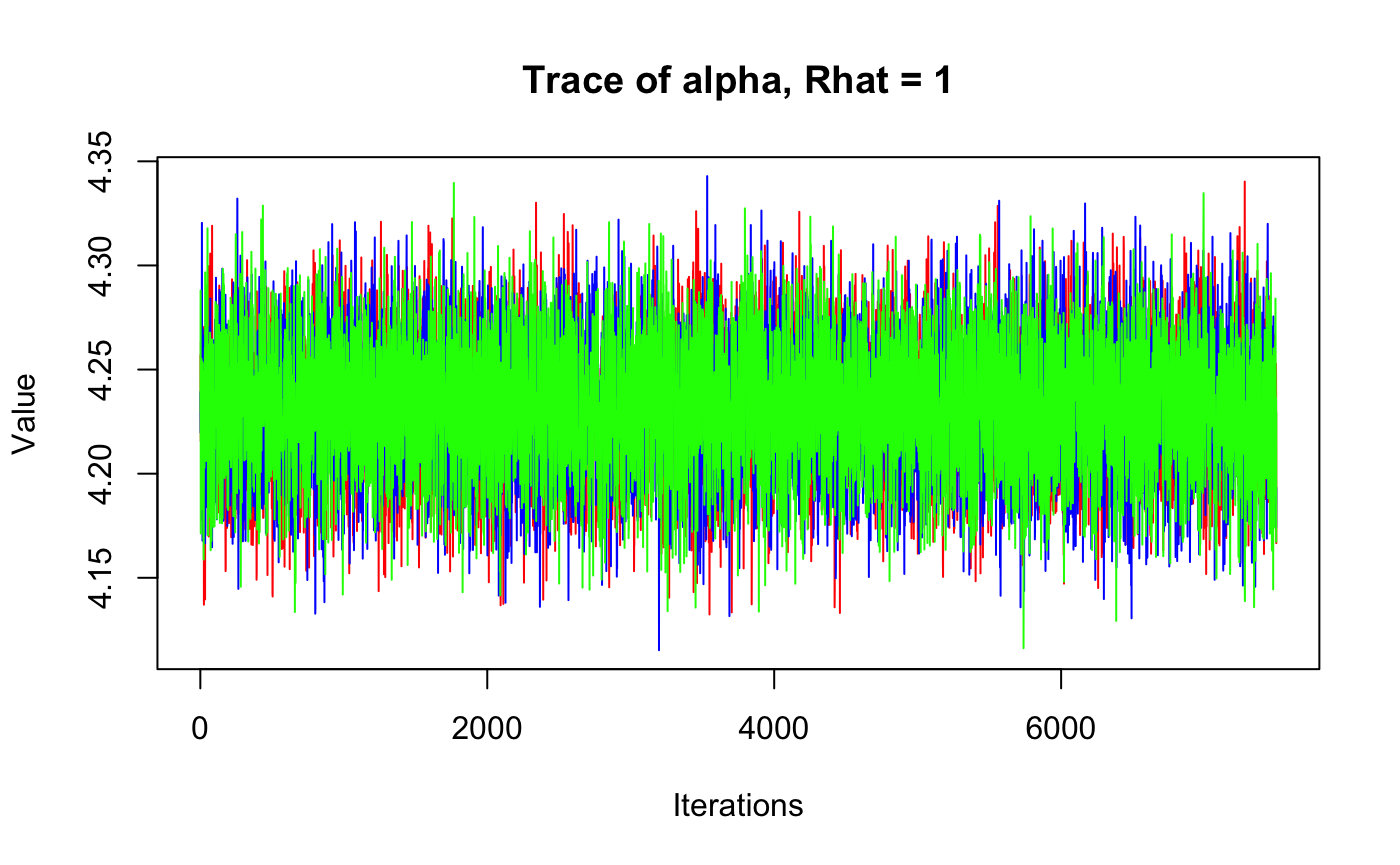 Trace of alpha, Rhat = 1
4.35
4.30
4.25
4.20
4.15
Value
0 2000 4000 6000
Iterations